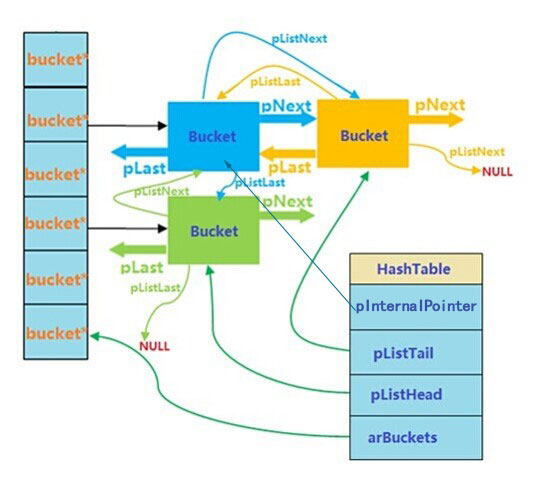 pListNext
bucket*
pListLast
bucket*
pNext
pNext
Bucket
Bucket
pLast
pLast
pListNext
NULL
bucket*
pListNext
pListLast
pNext
bucket*
Bucket
pLast
HashTable
bucket*
pListLast
pInternalPointer
bucket*
NULL
pListTail
pListHead
arBuckets